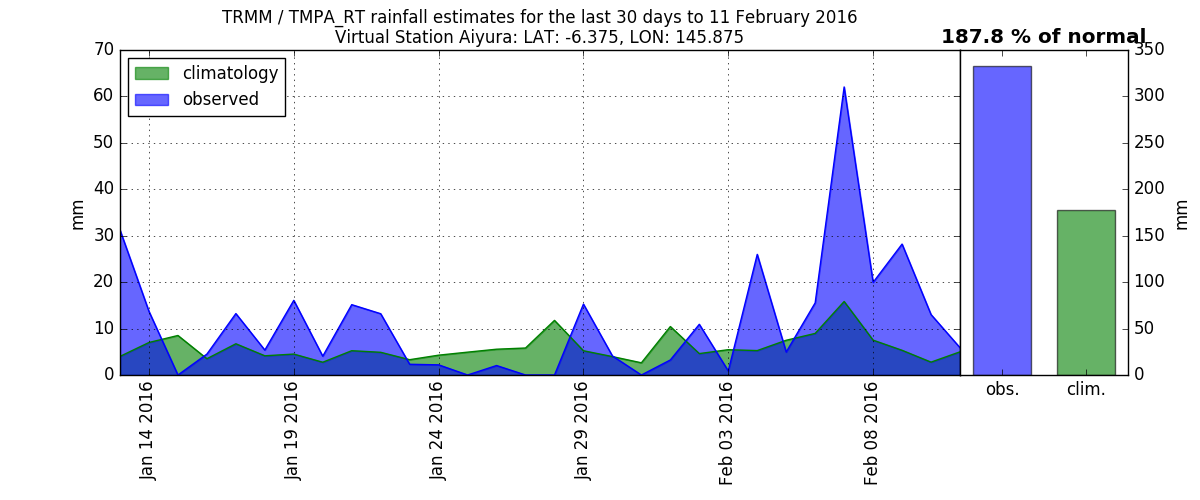 TRMM / TMPA_RT rainfall estimates for the last 30 days to 11 February 2016
Virtual Station Aiyura: LAT: -6.375, LON: 145.875
187.8 % of normal
climatology
observed
70
60
50
40
30
20
10
0
mm
Jan 14 2016
Jan 19 2016
Jan 24 2016
Jan 29 2016
Feb 03 2016
Feb 08 2016
obs.
clim.
350
300
250
200
150
100
50
0
mm